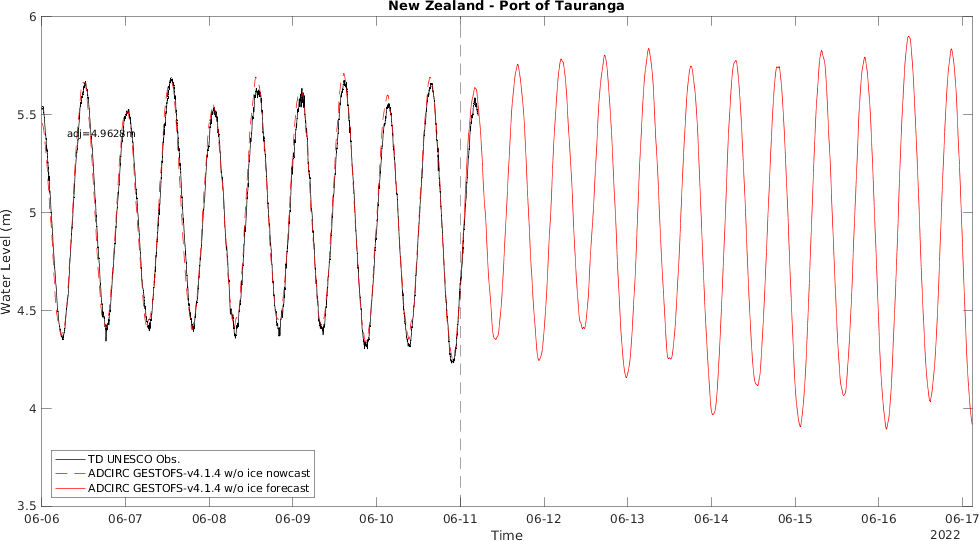 New Zealand - Port of Tauranga
6
5.5
5
4.5
4
3.5
Water Level (m)
adj=4.9628m
TD UNESCO Obs.
ADCIRC GESTOFS-v4.1.4 w/o ice nowcast
ADCIRC GESTOFS-v4.1.4 w/o ice forecast
06-06 06-07 06-08 06-09 06-10 06-11 06-12 06-13 06-14 06-15 06-16 06-17
Time
2022